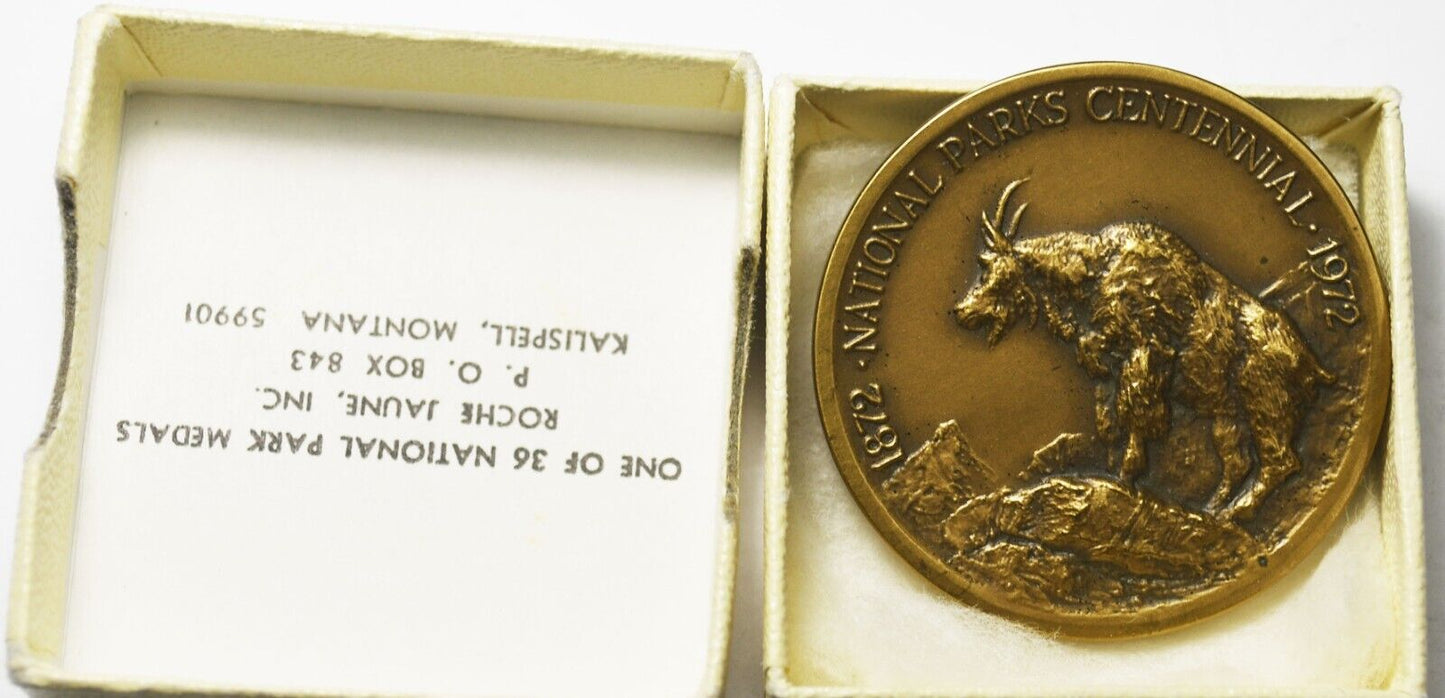 ONE OF 36 NATIONAL PARK MEDALS
ROCHE JAUNE, INC.
P. O. BOX 843
KALISPELL, MONTANA 59901
1872 · NATIONAL PARKS CENTENNIAL · 1972